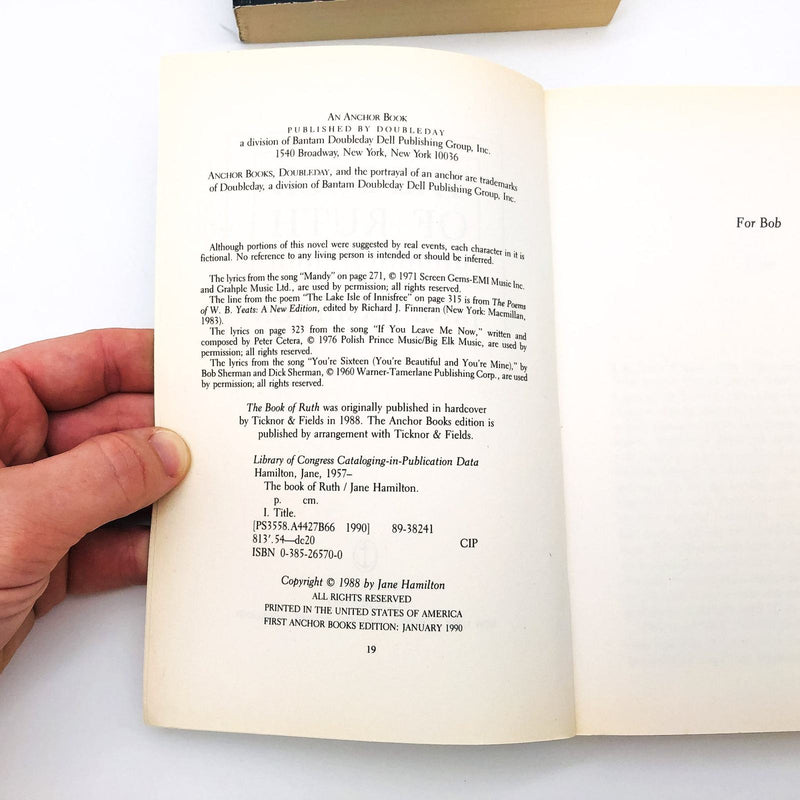 AN ANCHOR BOOK
PUBLISHED BY DOUBLEDAY
a division of Bantam Doubleday Dell Publishing Group, Inc.
1540 Broadway, New York, New York 10036
ANCHOR BOOKS, DOUBLEDAY, and the portrayal of an anchor are trademarks
of Doubleday, a division of Bantam Doubleday Dell Publishing Group, Inc.
Although portions of this novel were suggested by real events, each character in it is
fictional. No reference to any living person is intended or should be inferred.
The lyrics from the song "Mandy" on page 271, © 1971 Screen Gems-EMI Music Inc.
and Grahple Music Ltd., are used by permission; all rights reserved.
The line from the poem "The Lake Isle of Innisfree" on page 315 is from The Poems
of W. B. Yeats: A New Edition, edited by Richard J. Finneran (New York: Macmillan,
1983).
The lyrics on page 323 from the song "If You Leave Me Now," written and
composed by Peter Cetera, © 1976 Polish Prince Music/Big Elk Music, are used by
permission; all rights reserved.
The lyrics from the song "You're Sixteen (You're Beautiful and You're Mine)," by
Bob Sherman and Dick Sherman, © 1960 Warner-Tamerlane Publishing Corp., are used
by permission; all rights reserved.
The Book of Ruth was originally published in hardcover
by Ticknor & Fields in 1988. The Anchor Books edition is
published by arrangement with Ticknor & Fields.
Library of Congress Cataloging-in-Publication Data
Hamilton, Jane, 1957–
The book of Ruth / Jane Hamilton.
p. cm.
I. Title.
[PS3558.A4427B66 1990] 89-38241
813'.54—dc20 CIP
ISBN 0-385-26570-0
Copyright © 1988 by Jane Hamilton
ALL RIGHTS RESERVED
PRINTED IN THE UNITED STATES OF AMERICA
FIRST ANCHOR BOOKS EDITION: JANUARY 1990
19
For Bob